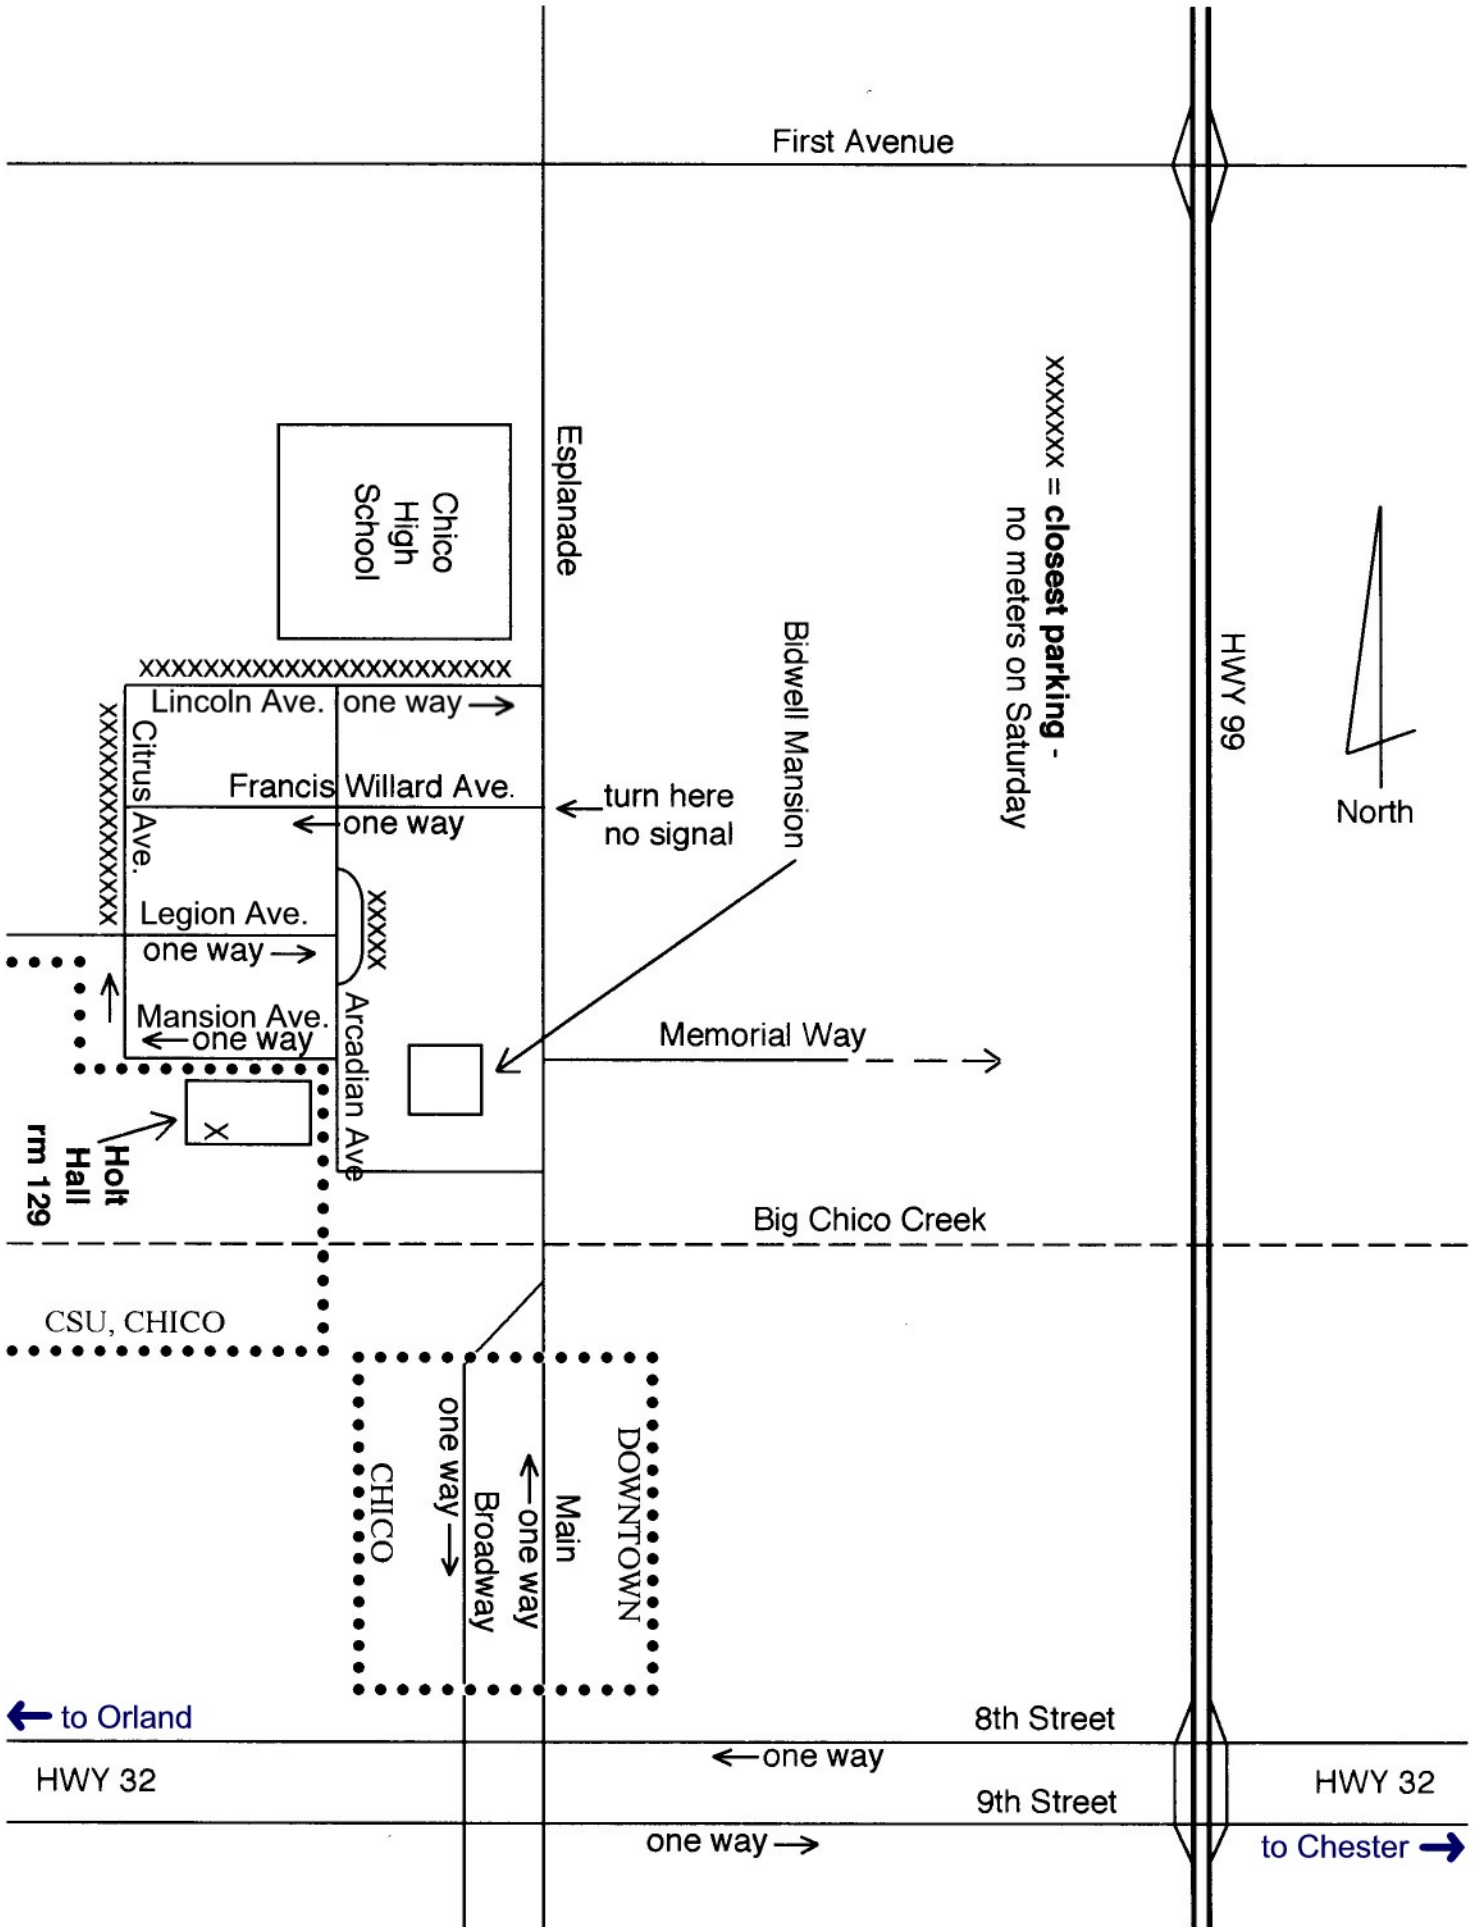 First Avenue
Esplanade
Chico
High
School
xxxxxxx = closest parking -
no meters on Saturday
HWY 99
North
Bidwell Mansion
xxxxxxxxxxxxxxxxxxxxxxx
Lincoln Ave. one way
Citrus Ave.
xxxxxxxxxxxxxxxx
Francis Willard Ave.
one way
turn here
no signal
xxxxx
Legion Ave.
one way
Mansion Ave.
one way
Arcadian Ave
Memorial Way
X
Holt
Hall
rm 129
Big Chico Creek
CSU, CHICO
DOWNTOWN
Main
one way
Broadway
one way
CHICO
to Orland
8th Street
one way
HWY 32
HWY 32
9th Street
one way
to Chester